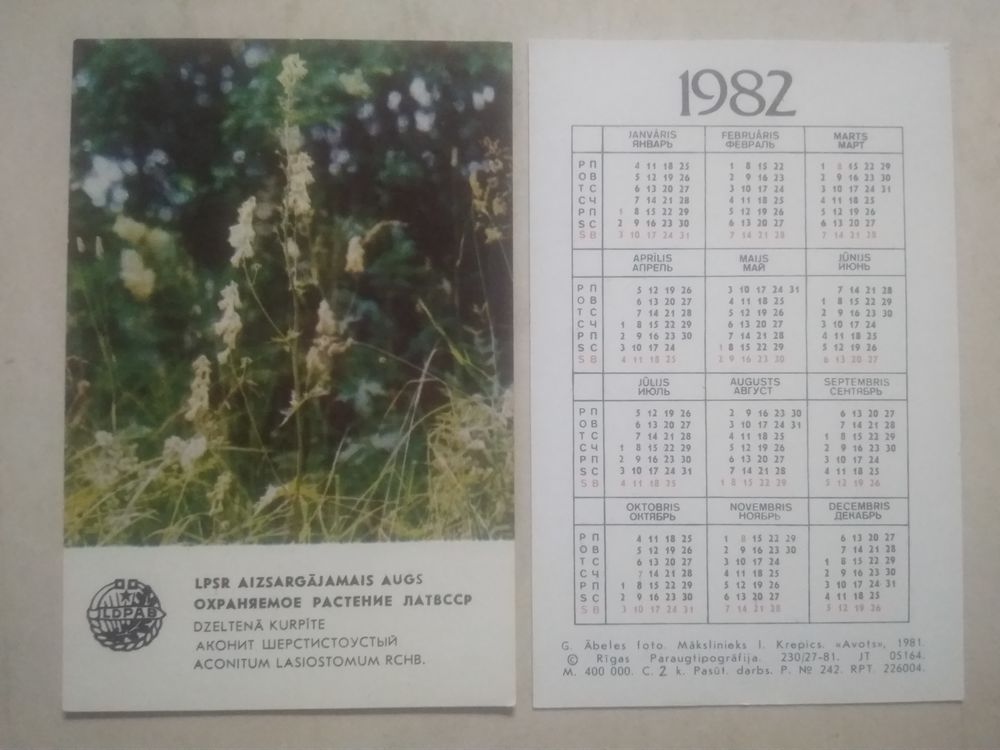 LPSR AIZSARGĀJAMAIS AUGS
ОХРАНЯЕМОЕ РАСТЕНИЕ ЛАТВССР
DZELTENĀ KURPĪTE
АКОНИТ ШЕРСТИСТОУСТЫЙ
ACONITUM LASIOSTOMUM RCHB.
LDPAB
1982
JANVĀRIS FEBRUĀRIS MARTS
ЯНВАРЬ ФЕВРАЛЬ МАРТ
P П 4 11 18 25 1 8 15 22 1 8 15 22 29
O В 5 12 19 26 2 9 16 23 2 9 16 23 30
T С 6 13 20 27 3 10 17 24 3 10 17 24 31
C Ч 7 14 21 28 4 11 18 25 4 11 18 25
P П 1 8 15 22 29 5 12 19 26 5 12 19 26
S С 2 9 16 23 30 6 13 20 27 6 13 20 27
S В 3 10 17 24 31 7 14 21 28 7 14 21 28
APRĪLIS MAIJS JŪNIJS
АПРЕЛЬ МАЙ ИЮНЬ
P П 5 12 19 26 3 10 17 24 31 7 14 21 28
O В 6 13 20 27 4 11 18 25 1 8 15 22 29
T С 7 14 21 28 5 12 19 26 2 9 16 23 30
C Ч 1 8 15 22 29 6 13 20 27 3 10 17 24
P П 2 9 16 23 30 7 14 21 28 4 11 18 25
S С 3 10 17 24 1 8 15 22 29 5 12 19 26
S В 4 11 18 25 2 9 16 23 30 6 13 20 27
JŪLIJS AUGUSTS SEPTEMBRIS
ИЮЛЬ АВГУСТ СЕНТЯБРЬ
P П 5 12 19 26 2 9 16 23 30 6 13 20 27
O В 6 13 20 27 3 10 17 24 31 7 14 21 28
T С 7 14 21 28 4 11 18 25 1 8 15 22 29
C Ч 1 8 15 22 29 5 12 19 26 2 9 16 23 30
P П 2 9 16 23 30 6 13 20 27 3 10 17 24
S С 3 10 17 24 31 7 14 21 28 4 11 18 25
S В 4 11 18 25 1 8 15 22 29 5 12 19 26
OKTOBRIS NOVEMBRIS DECEMBRIS
ОКТЯБРЬ НОЯБРЬ ДЕКАБРЬ
P П 4 11 18 25 1 8 15 22 29 6 13 20 27
O В 5 12 19 26 2 9 16 23 30 7 14 21 28
T С 6 13 20 27 3 10 17 24 1 8 15 22 29
C Ч 7 14 21 28 4 11 18 25 2 9 16 23 30
P П 1 8 15 22 29 5 12 19 26 3 10 17 24 31
S С 2 9 16 23 30 6 13 20 27 4 11 18 25
S В 3 10 17 24 31 7 14 21 28 5 12 19 26
G. Ābeles foto. Mākslinieks I. Krepics. «Avots», 1981.
© Rīgas Paraugtipogrāfija. 230/27-81. JT 05164.
M. 400 000. C. 2 k. Pasūt. darbs. P. № 242. RPT. 226004.